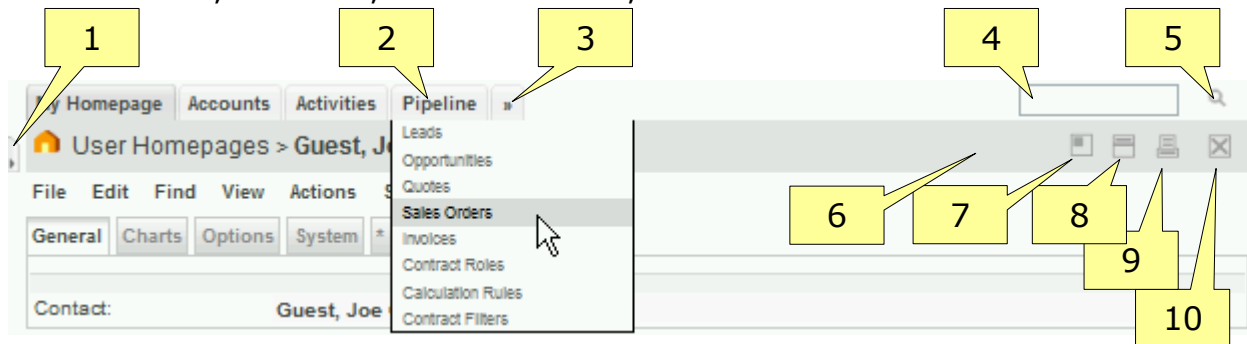 1 2 3 4 5
My Homepage Accounts Activities Pipeline »
User Homepages > Guest, Jo
Leads
Opportunities
File Edit Find View Actions S
Quotes
Sales Orders
General Charts Options System *
Invoices
Contract Roles
Calculation Rules
Contact: Guest, Joe
Contract Filters
6 7 8
9
10